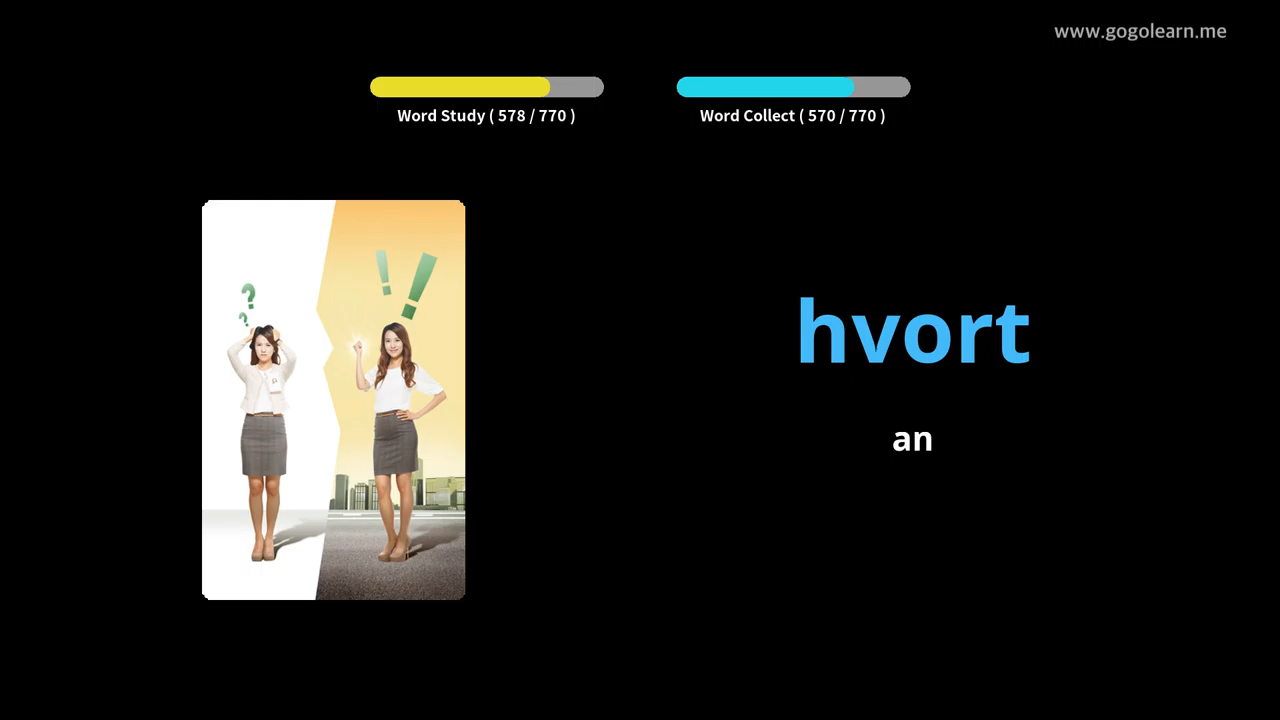 www.gogolearn.me
Word Study ( 578 / 770 )
Word Collect ( 570 / 770 )
? ?
! !
hvort
an